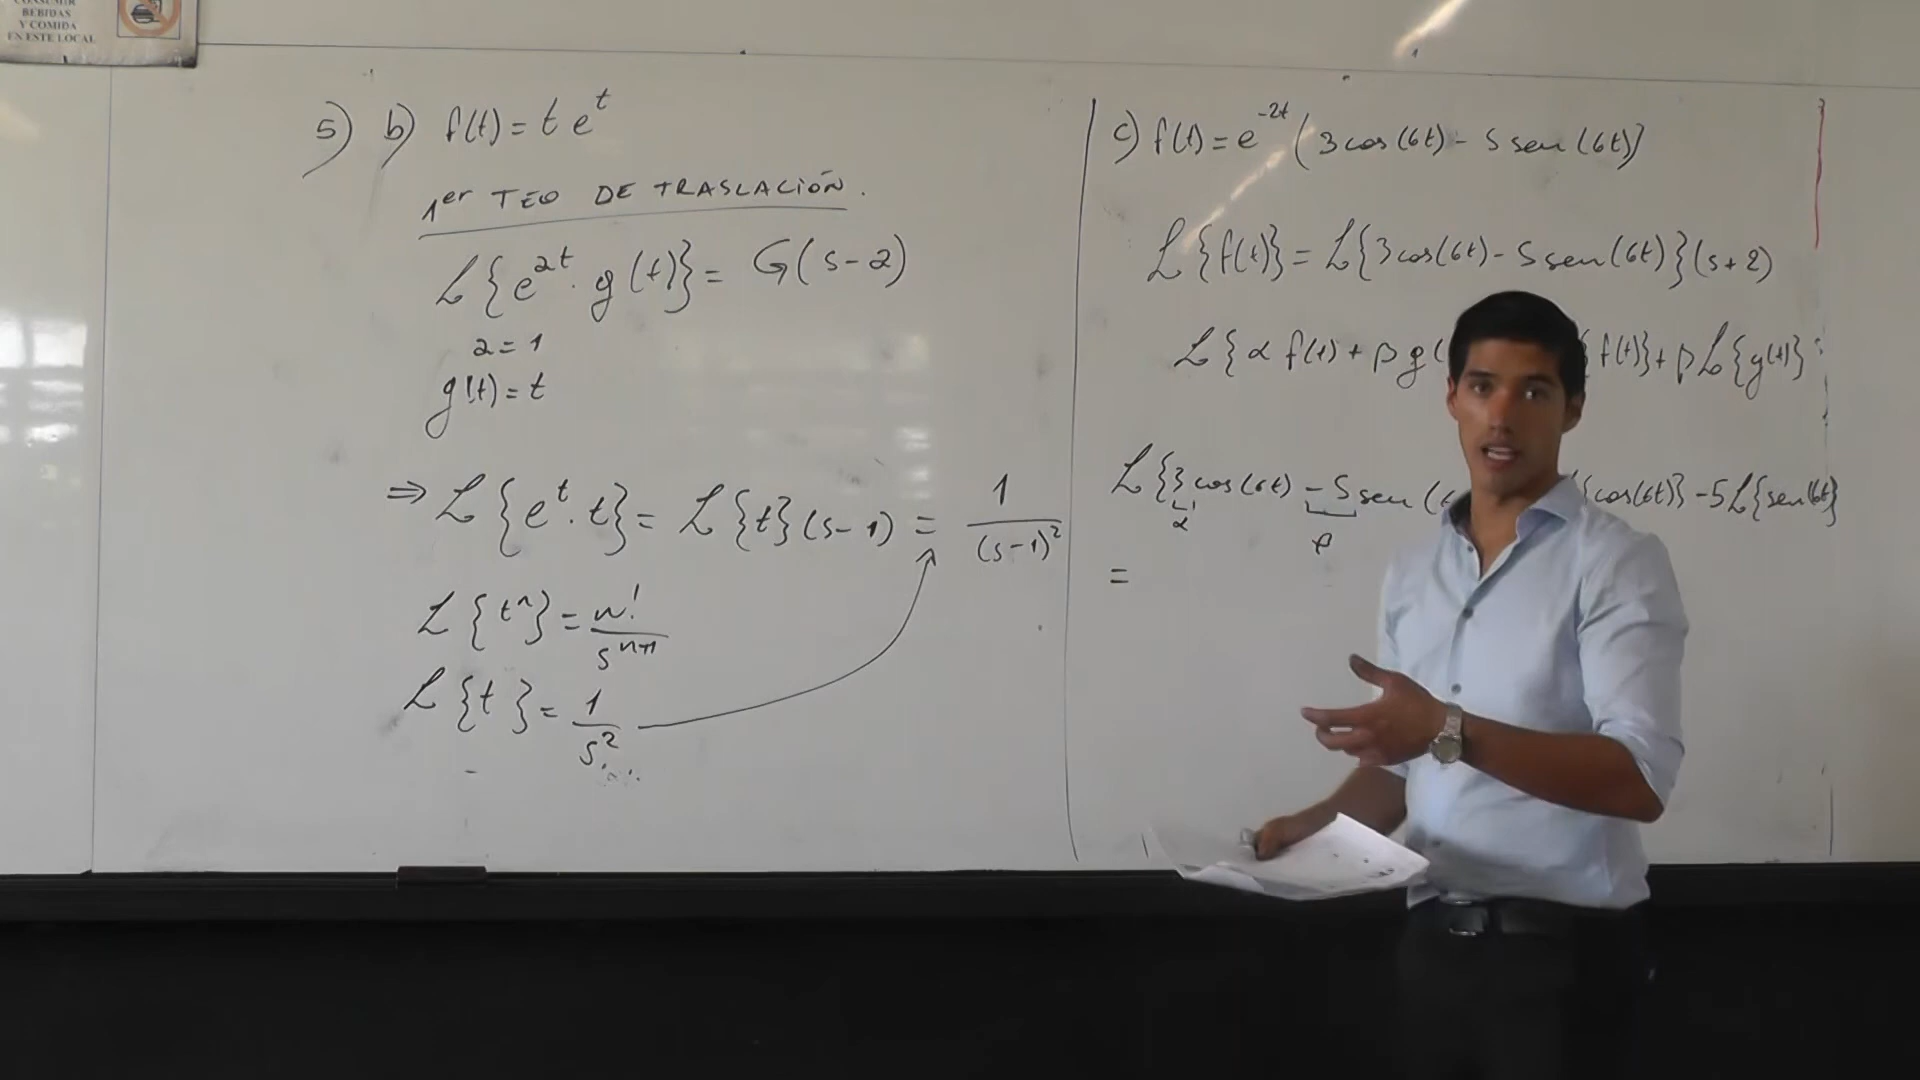 CONSUMIR
BEBIDAS
Y COMIDA
EN ESTE LOCAL
5) b) f(t) = t e^t
1er TEO DE TRASLACIÓN.
ℒ{e^{at}. g(t)} = G(s-a)
a = 1
g(t) = t
⇒ ℒ{e^t. t} = ℒ{t}(s-1) = 1/(s-1)^2
ℒ{t^n} = n!/s^{n+1}
ℒ{t} = 1/s^2
c) f(t) = e^{-2t} (3 cos(6t) - 5 sen(6t))
ℒ{f(t)} = ℒ{3 cos(6t) - 5 sen(6t)}(s+2)
ℒ{α f(t) + β g( f(t)} + β ℒ{g(t)}
ℒ{3 cos(6t) - 5 sen( {cos(6t)} - 5ℒ{sen(6t)}
α β
=